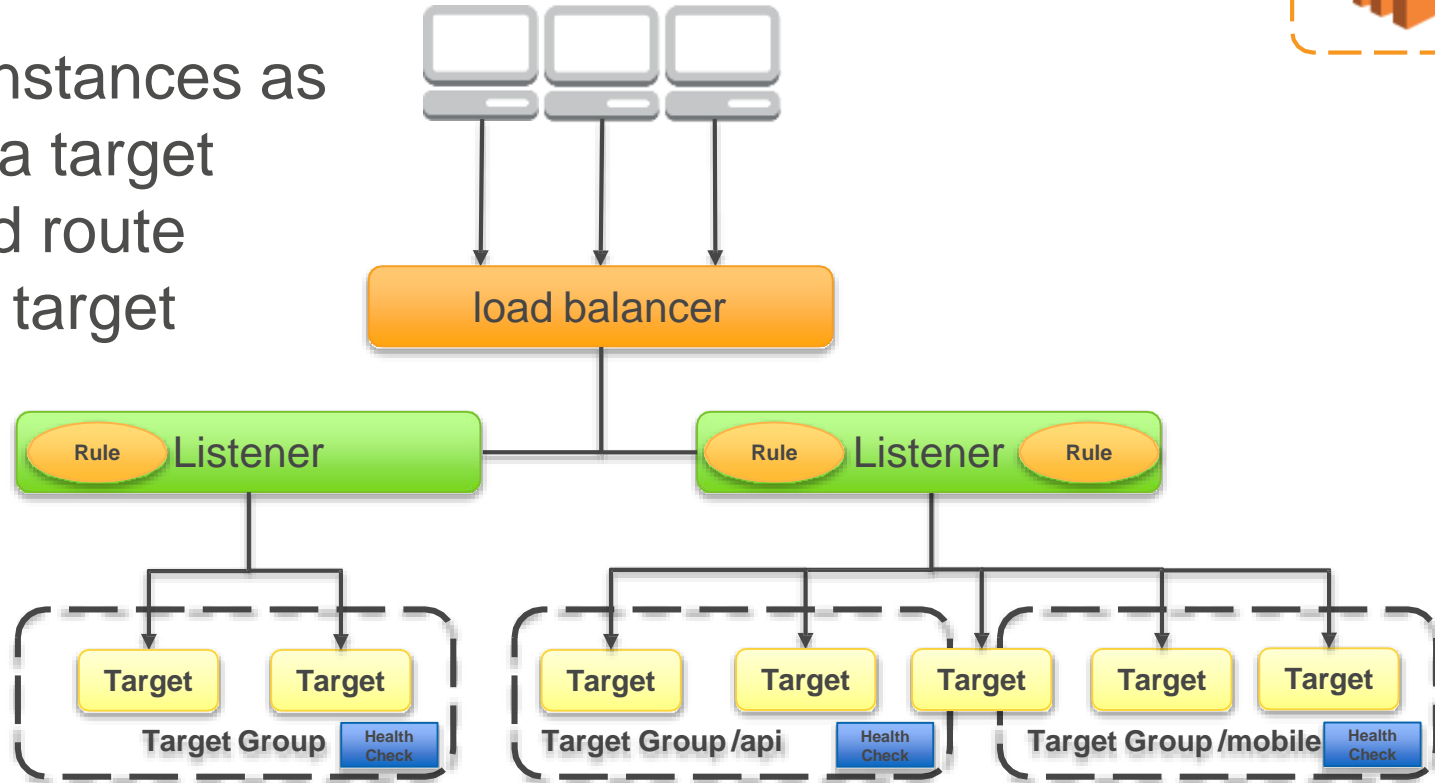 nstances as
a target
d route
target
load balancer
Rule Listener
Rule Listener Rule
Target Target
Target Group Health Check
Target Target Target Target Target
Target Group /api Health Check
Target Group /mobile Health Check